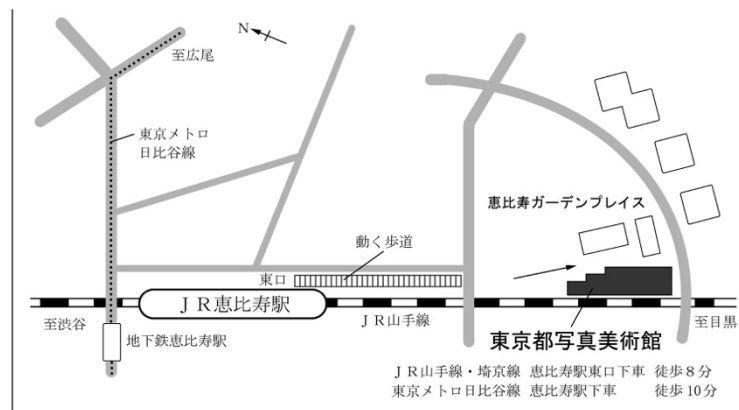 N
至広尾
東京メトロ
日比谷線
恵比寿ガーデンプレイス
動く歩道
東口
ＪＲ恵比寿駅
至渋谷
ＪＲ山手線
至目黒
地下鉄恵比寿駅
東京都写真美術館
ＪＲ山手線・埼京線 恵比寿駅東口下車 徒歩８分
東京メトロ日比谷線 恵比寿駅下車 徒歩10分